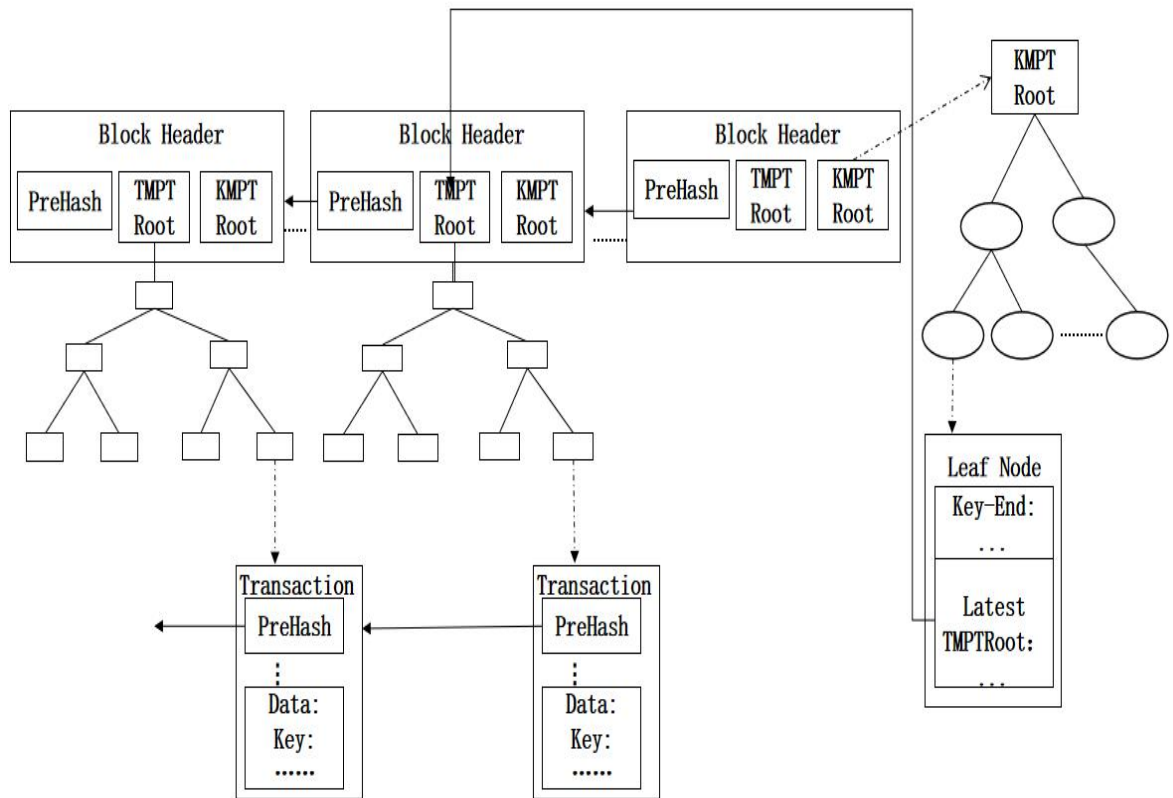 KMPT
Root
Block Header
PreHash
TMPT
Root
KMPT
Root
Block Header
PreHash
TMPT
Root
KMPT
Root
Block Header
PreHash
TMPT
Root
KMPT
Root
Transaction
PreHash
Data:
Key:
......
Transaction
PreHash
Data:
Key:
......
Leaf Node
Key-End:
...
Latest
TMPTRoot：
...